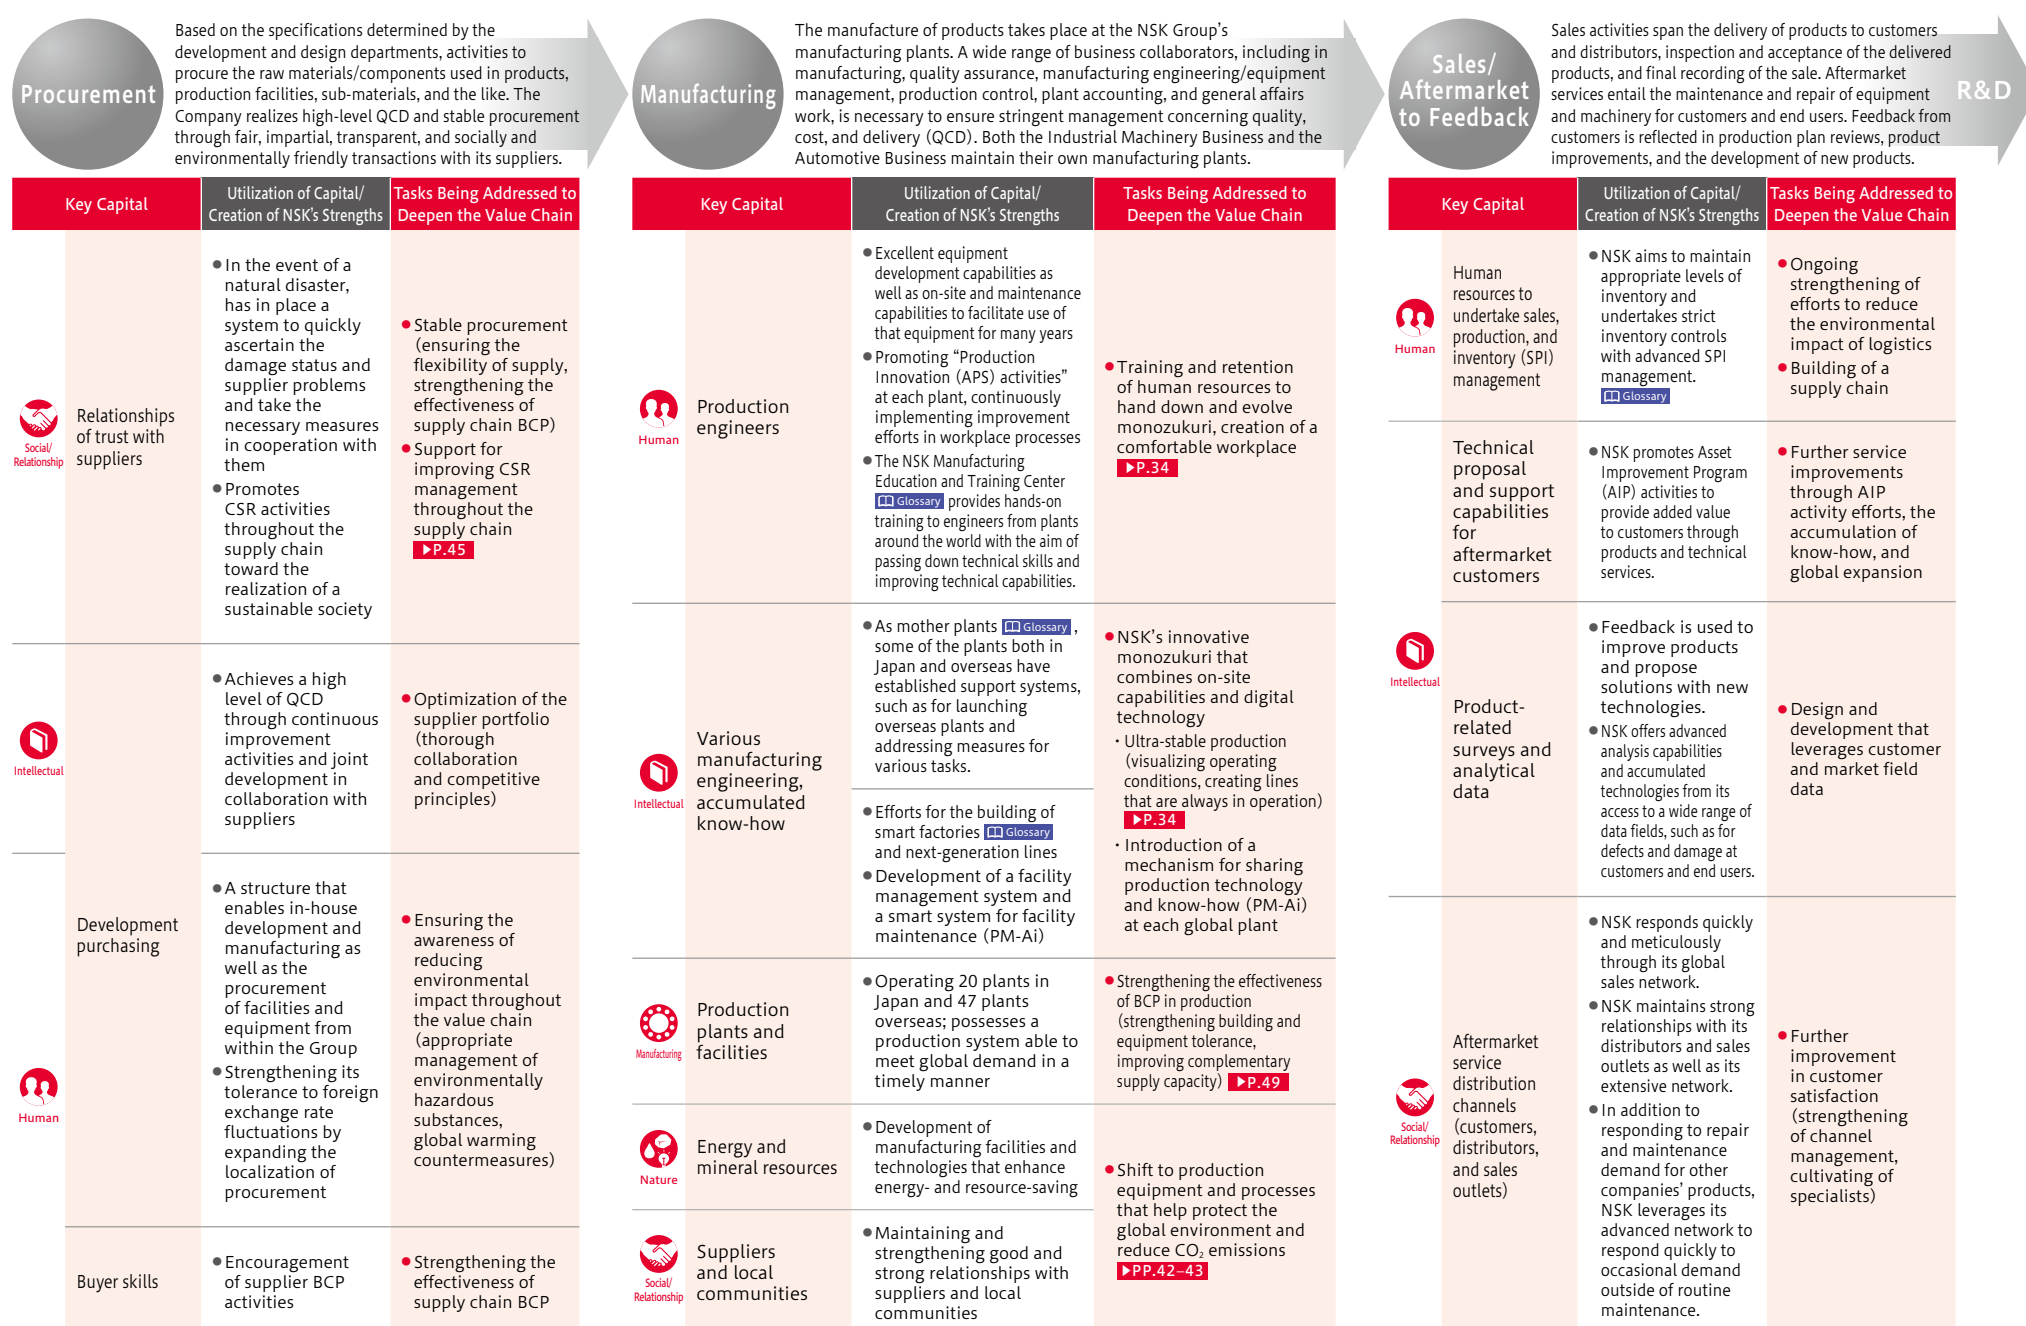 Procurement
Based on the specifications determined by the
development and design departments, activities to
procure the raw materials/components used in products,
production facilities, sub-materials, and the like. The
Company realizes high-level QCD and stable procurement
through fair, impartial, transparent, and socially and
environmentally friendly transactions with its suppliers.
Key Capital
Utilization of Capital/
Creation of NSK's Strengths
Tasks Being Addressed to
Deepen the Value Chain
Social/
Relationship
Relationships
of trust with
suppliers
●In the event of a
natural disaster,
has in place a
system to quickly
ascertain the
damage status and
supplier problems
and take the
necessary measures
in cooperation with
them
●Promotes
CSR activities
throughout the
supply chain
toward the
realization of a
sustainable society
●Stable procurement
(ensuring the
flexibility of supply,
strengthening the
effectiveness of
supply chain BCP)
●Support for
improving CSR
management
throughout the
supply chain
▶P.45
Intellectual
●Achieves a high
level of QCD
through continuous
improvement
activities and joint
development in
collaboration with
suppliers
●Optimization of the
supplier portfolio
(thorough
collaboration
and competitive
principles)
Development
purchasing
Human
●A structure that
enables in-house
development and
manufacturing as
well as the
procurement
of facilities and
equipment from
within the Group
●Strengthening its
tolerance to foreign
exchange rate
fluctuations by
expanding the
localization of
procurement
●Ensuring the
awareness of
reducing
environmental
impact throughout
the value chain
(appropriate
management of
environmentally
hazardous
substances,
global warming
countermeasures)
Buyer skills
●Encouragement
of supplier BCP
activities
●Strengthening the
effectiveness of
supply chain BCP
Manufacturing
The manufacture of products takes place at the NSK Group's
manufacturing plants. A wide range of business collaborators, including in
manufacturing, quality assurance, manufacturing engineering/equipment
management, production control, plant accounting, and general affairs
work, is necessary to ensure stringent management concerning quality,
cost, and delivery (QCD). Both the Industrial Machinery Business and the
Automotive Business maintain their own manufacturing plants.
Key Capital
Utilization of Capital/
Creation of NSK's Strengths
Tasks Being Addressed to
Deepen the Value Chain
Human
Production
engineers
●Excellent equipment
development capabilities as
well as on-site and maintenance
capabilities to facilitate use of
that equipment for many years
●Promoting “Production
Innovation (APS) activities”
at each plant, continuously
implementing improvement
efforts in workplace processes
●The NSK Manufacturing
Education and Training Center
Glossary provides hands-on
training to engineers from plants
around the world with the aim of
passing down technical skills and
improving technical capabilities.
●Training and retention
of human resources to
hand down and evolve
monozukuri, creation of a
comfortable workplace
▶P.34
Intellectual
Various
manufacturing
engineering,
accumulated
know-how
●As mother plants Glossary ,
some of the plants both in
Japan and overseas have
established support systems,
such as for launching
overseas plants and
addressing measures for
various tasks.
●Efforts for the building of
smart factories Glossary
and next-generation lines
●Development of a facility
management system and
a smart system for facility
maintenance (PM-Ai)
●NSK's innovative
monozukuri that
combines on-site
capabilities and digital
technology
・Ultra-stable production
(visualizing operating
conditions, creating lines
that are always in operation)
▶P.34
・Introduction of a
mechanism for sharing
production technology
and know-how (PM-Ai)
at each global plant
Manufacturing
Production
plants and
facilities
●Operating 20 plants in
Japan and 47 plants
overseas; possesses a
production system able to
meet global demand in a
timely manner
●Strengthening the effectiveness
of BCP in production
(strengthening building and
equipment tolerance,
improving complementary
supply capacity) ▶P.49
Nature
Energy and
mineral resources
●Development of
manufacturing facilities and
technologies that enhance
energy- and resource-saving
●Shift to production
equipment and processes
that help protect the
global environment and
reduce CO₂ emissions
▶PP.42–43
Social/
Relationship
Suppliers
and local
communities
●Maintaining and
strengthening good and
strong relationships with
suppliers and local
communities
Sales/
Aftermarket
to Feedback
Sales activities span the delivery of products to customers
and distributors, inspection and acceptance of the delivered
products, and final recording of the sale. Aftermarket
services entail the maintenance and repair of equipment
and machinery for customers and end users. Feedback from
customers is reflected in production plan reviews, product
improvements, and the development of new products.
R&D
Key Capital
Utilization of Capital/
Creation of NSK's Strengths
Tasks Being Addressed to
Deepen the Value Chain
Human
Human
resources to
undertake sales,
production, and
inventory (SPI)
management
●NSK aims to maintain
appropriate levels of
inventory and
undertakes strict
inventory controls
with advanced SPI
management.
Glossary
●Ongoing
strengthening of
efforts to reduce
the environmental
impact of logistics
●Building of a
supply chain
Technical
proposal
and support
capabilities
for
aftermarket
customers
●NSK promotes Asset
Improvement Program
(AIP) activities to
provide added value
to customers through
products and technical
services.
●Further service
improvements
through AIP
activity efforts, the
accumulation of
know-how, and
global expansion
Intellectual
Product-
related
surveys and
analytical
data
●Feedback is used to
improve products
and propose
solutions with new
technologies.
●NSK offers advanced
analysis capabilities
and accumulated
technologies from its
access to a wide range of
data fields, such as for
defects and damage at
customers and end users.
●Design and
development that
leverages customer
and market field
data
Social/
Relationship
Aftermarket
service
distribution
channels
(customers,
distributors,
and sales
outlets)
●NSK responds quickly
and meticulously
through its global
sales network.
●NSK maintains strong
relationships with its
distributors and sales
outlets as well as its
extensive network.
●In addition to
responding to repair
and maintenance
demand for other
companies' products,
NSK leverages its
advanced network to
respond quickly to
occasional demand
outside of routine
maintenance.
●Further
improvement
in customer
satisfaction
(strengthening
of channel
management,
cultivating of
specialists)